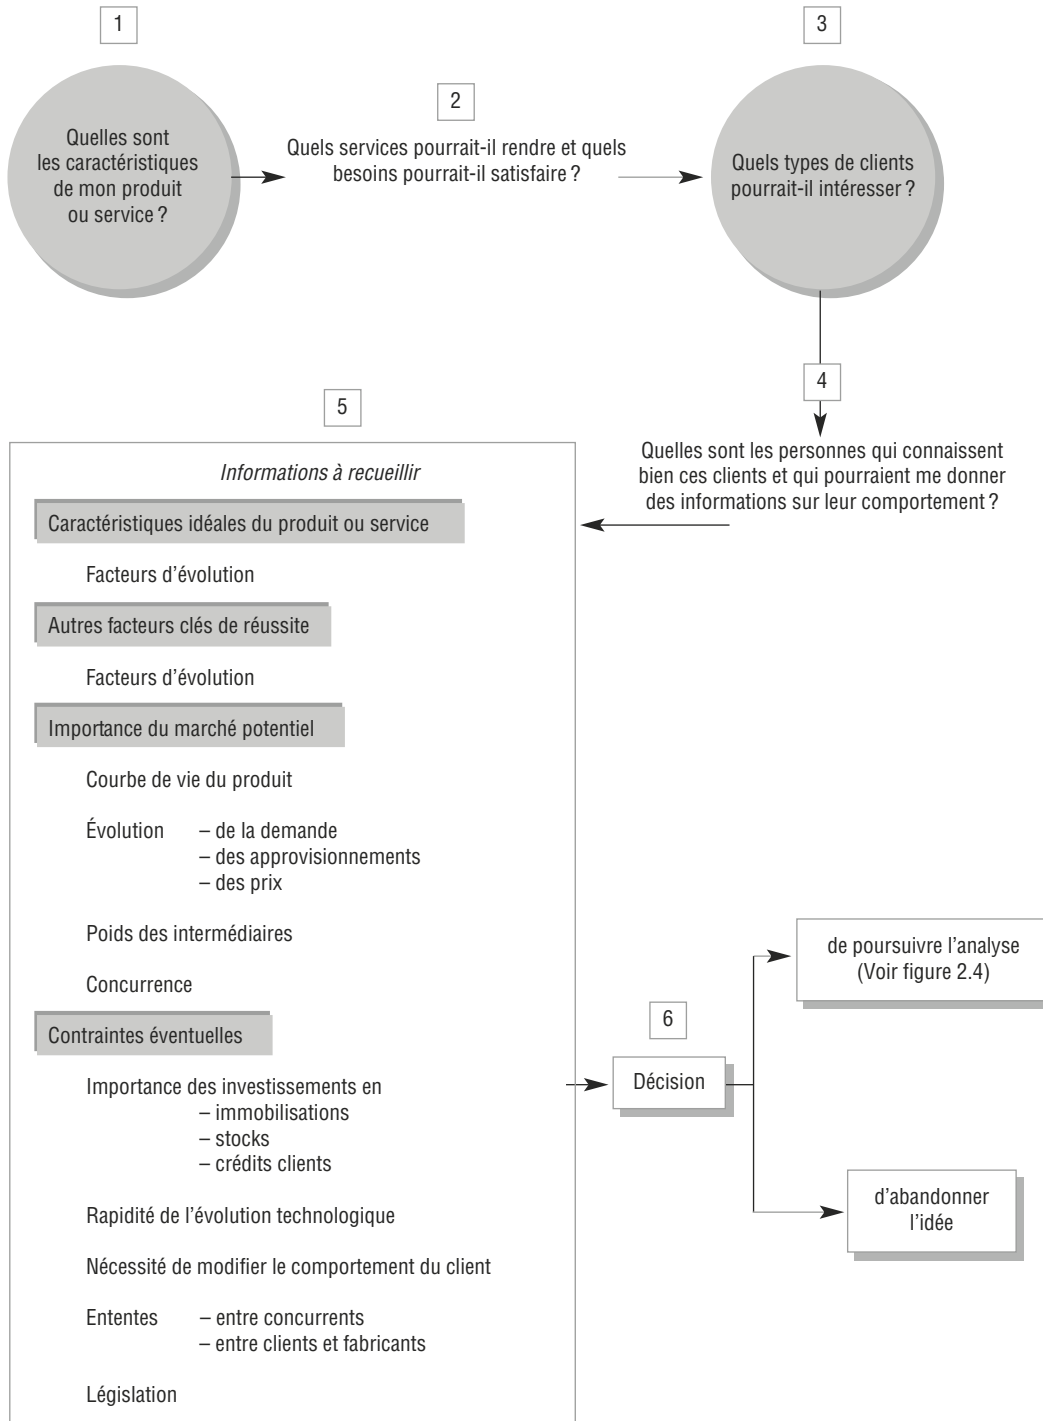 1
Quelles sont
les caractéristiques
de mon produit
ou service ?
2
Quels services pourrait-il rendre et quels
besoins pourrait-il satisfaire ?
3
Quels types de clients
pourrait-il intéresser ?
4
Quelles sont les personnes qui connaissent
bien ces clients et qui pourraient me donner
des informations sur leur comportement ?
5
Informations à recueillir
Caractéristiques idéales du produit ou service
Facteurs d’évolution
Autres facteurs clés de réussite
Facteurs d’évolution
Importance du marché potentiel
Courbe de vie du produit
Évolution – de la demande
– des approvisionnements
– des prix
Poids des intermédiaires
Concurrence
Contraintes éventuelles
Importance des investissements en
– immobilisations
– stocks
– crédits clients
Rapidité de l’évolution technologique
Nécessité de modifier le comportement du client
Ententes – entre concurrents
– entre clients et fabricants
Législation
6
Décision
de poursuivre l’analyse
(Voir figure 2.4)
d’abandonner
l’idée